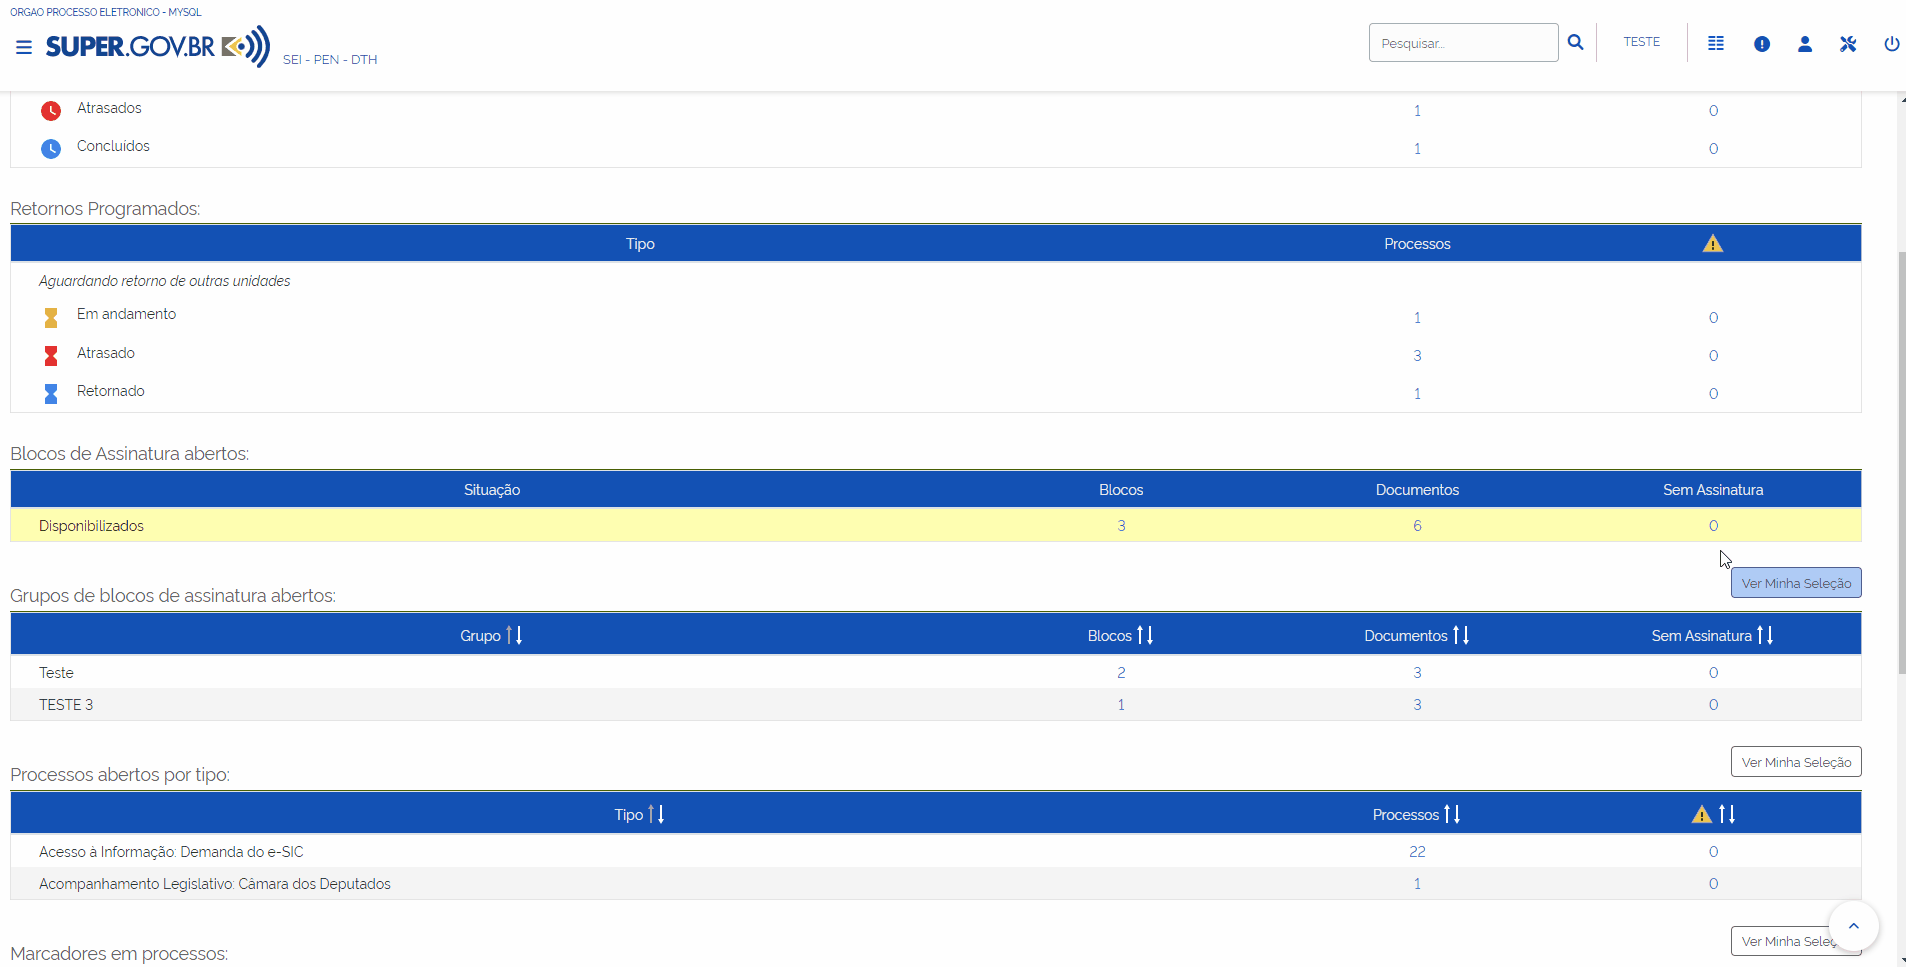 ORGAO PROCESSO ELETRONICO - MYSQL
SUPER.GOV.BR SEI - PEN - DTH Pesquisar... TESTE
Atrasados 1 0
Concluídos 1 0
Retornos Programados:
Tipo Processos
Aguardando retorno de outras unidades
Em andamento 1 0
Atrasado 3 0
Retornado 1 0
Blocos de Assinatura abertos:
Situação Blocos Documentos Sem Assinatura
Disponibilizados 3 6 0
Ver Minha Seleção
Grupos de blocos de assinatura abertos:
Grupo Blocos Documentos Sem Assinatura
Teste 2 3 0
TESTE 3 1 3 0
Ver Minha Seleção
Processos abertos por tipo:
Tipo Processos
Acesso à Informação: Demanda do e-SIC 22 0
Acompanhamento Legislativo: Câmara dos Deputados 1 0
Ver Minha Sele
Marcadores em processos: